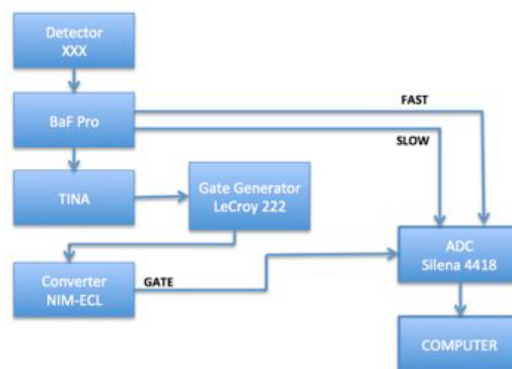 Detector
XXX
BaF Pro
FAST
SLOW
TINA
Gate Generator
LeCroy 222
ADC
Silena 4418
Converter
NIM-ECL
GATE
COMPUTER